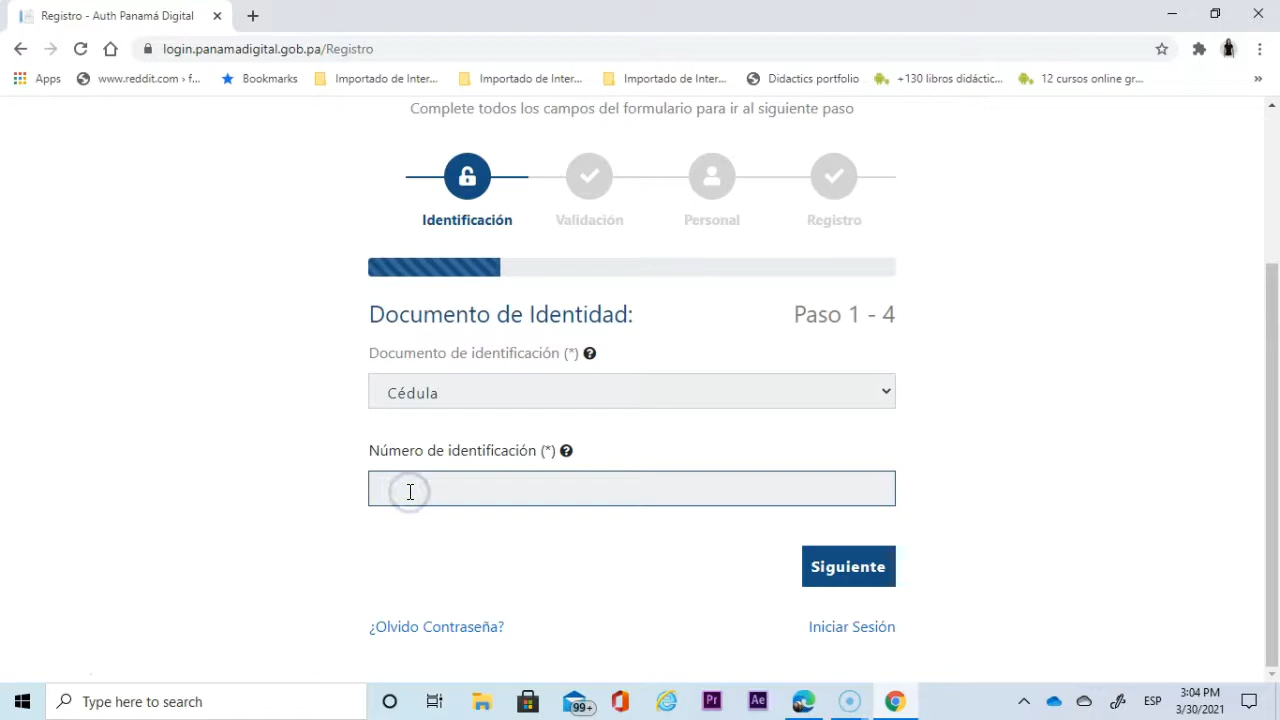 Registro - Auth Panamá Digital
login.panamadigital.gob.pa/Registro
Apps
www.reddit.com › f...
Bookmarks
Importado de Inter...
Importado de Inter...
Importado de Inter...
Didactics portfolio
+130 libros didáctic...
12 cursos online gr...
»
Complete todos los campos del formulario para ir al siguiente paso
Identificación
Validación
Personal
Registro
Documento de Identidad:
Paso 1 - 4
Documento de identificación (*)
Cédula
Número de identificación (*)
Siguiente
¿Olvido Contraseña?
Iniciar Sesión
Type here to search
99+
Pr
Ae
ESP
3:04 PM
3/30/2021